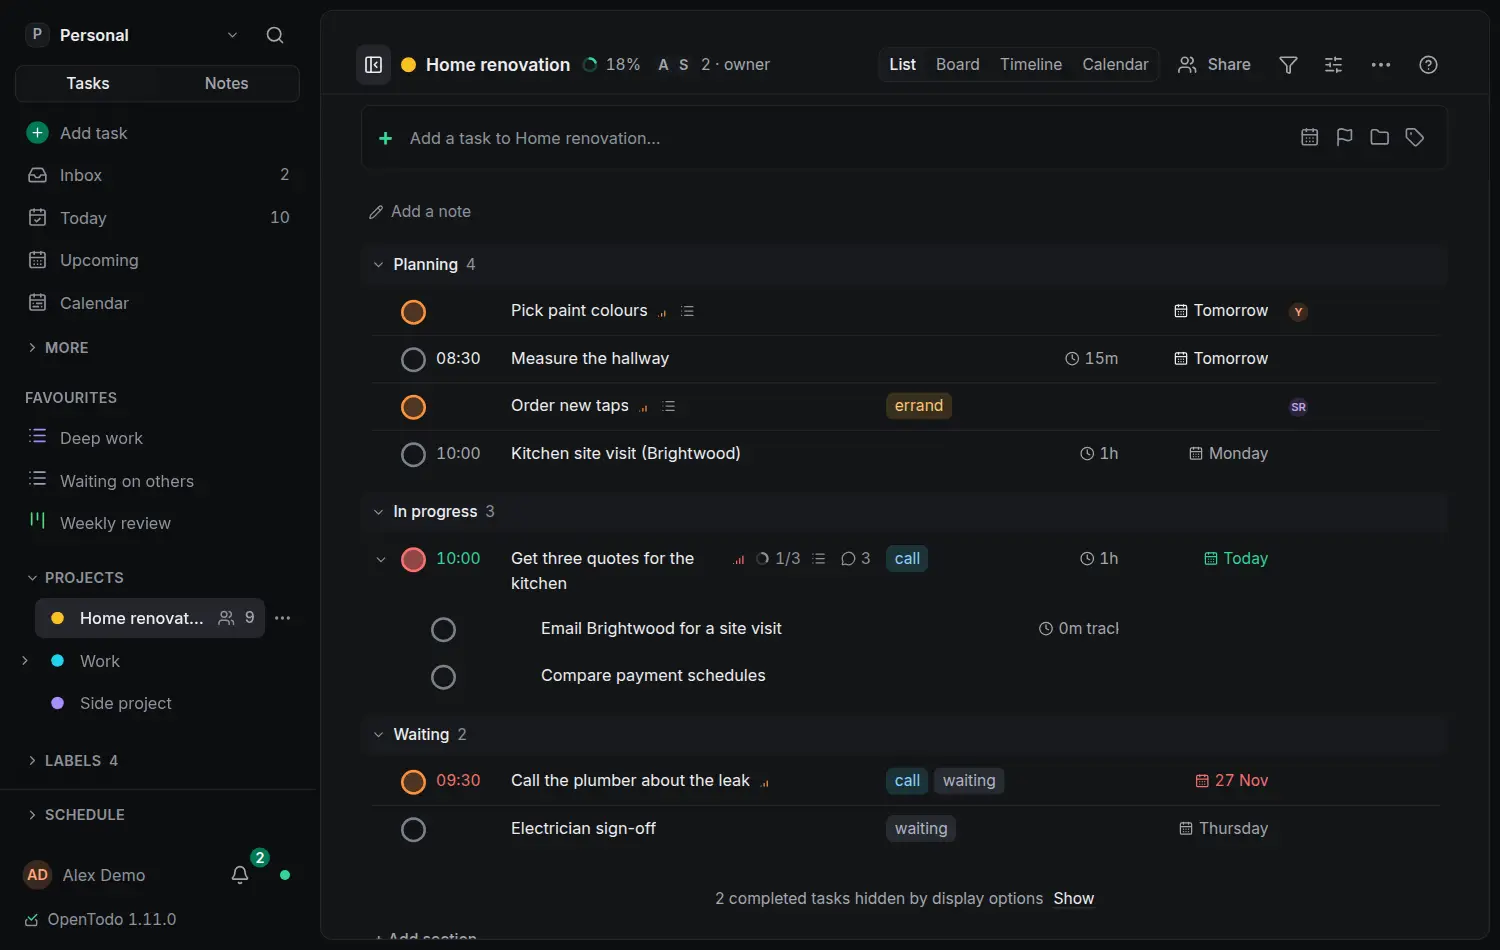 P Personal
Tasks Notes
Add task
Inbox 2
Today 10
Upcoming
Calendar
MORE
FAVOURITES
Deep work
Waiting on others
Weekly review
PROJECTS
Home renovat... 9
Work
Side project
LABELS 4
SCHEDULE
AD Alex Demo 2
OpenTodo 1.11.0
Home renovation 18% A S 2 · owner List Board Timeline Calendar Share
Add a task to Home renovation...
Add a note
Planning 4
Pick paint colours Tomorrow Y
08:30 Measure the hallway 15m Tomorrow
Order new taps errand SR
10:00 Kitchen site visit (Brightwood) 1h Monday
In progress 3
10:00 Get three quotes for the 1/3 3 call 1h Today
kitchen
Email Brightwood for a site visit 0m track
Compare payment schedules
Waiting 2
09:30 Call the plumber about the leak call waiting 27 Nov
Electrician sign-off waiting Thursday
2 completed tasks hidden by display options Show
+ Add section